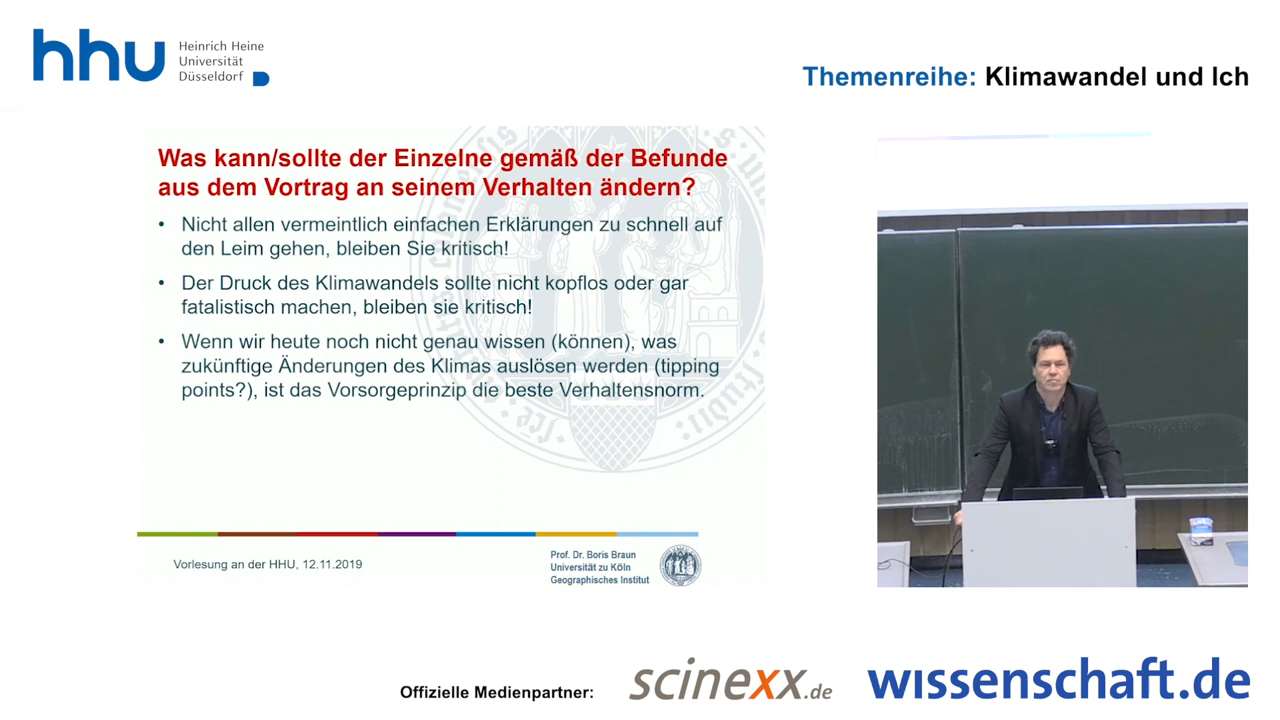 hhu Heinrich Heine
Universität
Düsseldorf
Themenreihe: Klimawandel und Ich
Was kann/sollte der Einzelne gemäß der Befunde
aus dem Vortrag an seinem Verhalten ändern?
• Nicht allen vermeintlich einfachen Erklärungen zu schnell auf
den Leim gehen, bleiben Sie kritisch!
• Der Druck des Klimawandels sollte nicht kopflos oder gar
fatalistisch machen, bleiben sie kritisch!
• Wenn wir heute noch nicht genau wissen (können), was
zukünftige Änderungen des Klimas auslösen werden (tipping
points?), ist das Vorsorgeprinzip die beste Verhaltensnorm.
Vorlesung an der HHU, 12.11.2019
Prof. Dr. Boris Braun
Universität zu Köln
Geographisches Institut
Offizielle Medienpartner: scinexx.de wissenschaft.de